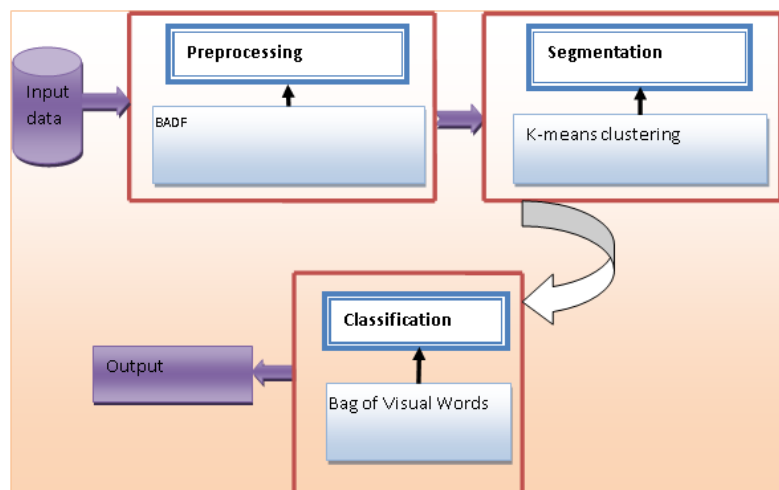 Input
data
Preprocessing
BADF
Segmentation
K-means clustering
Classification
Bag of Visual Words
Output